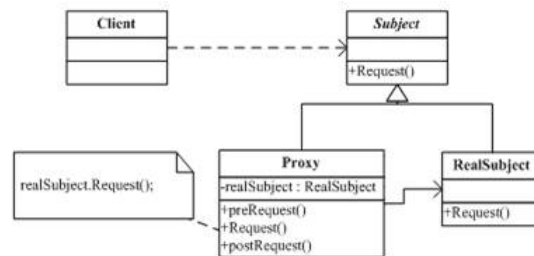 Client
Subject
+Request()
Proxy
-realSubject : RealSubject
+preRequest()
+Request()
+postRequest()
RealSubject
+Request()
realSubject.Request();